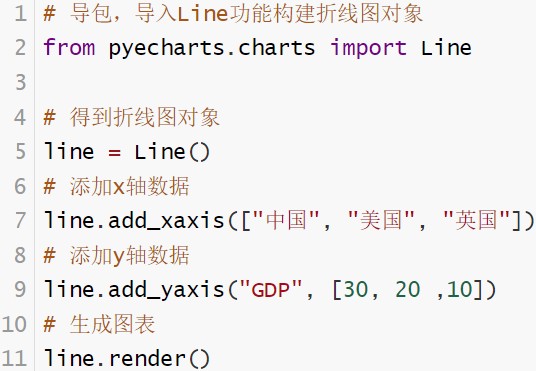 1 # 导包，导入Line功能构建折线图对象
2 from pyecharts.charts import Line
3
4 # 得到折线图对象
5 line = Line()
6 # 添加x轴数据
7 line.add_xaxis(["中国", "美国", "英国"])
8 # 添加y轴数据
9 line.add_yaxis("GDP", [30, 20 ,10])
10 # 生成图表
11 line.render()